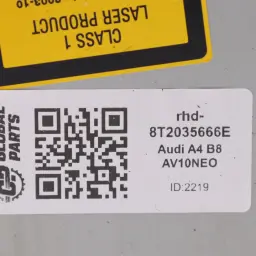 CLASS 1
LASER PRODUCT
GLOBAL
PARTS
rhd-
8T2035666E
Audi A4 B8
AV10NEO
ID:2219